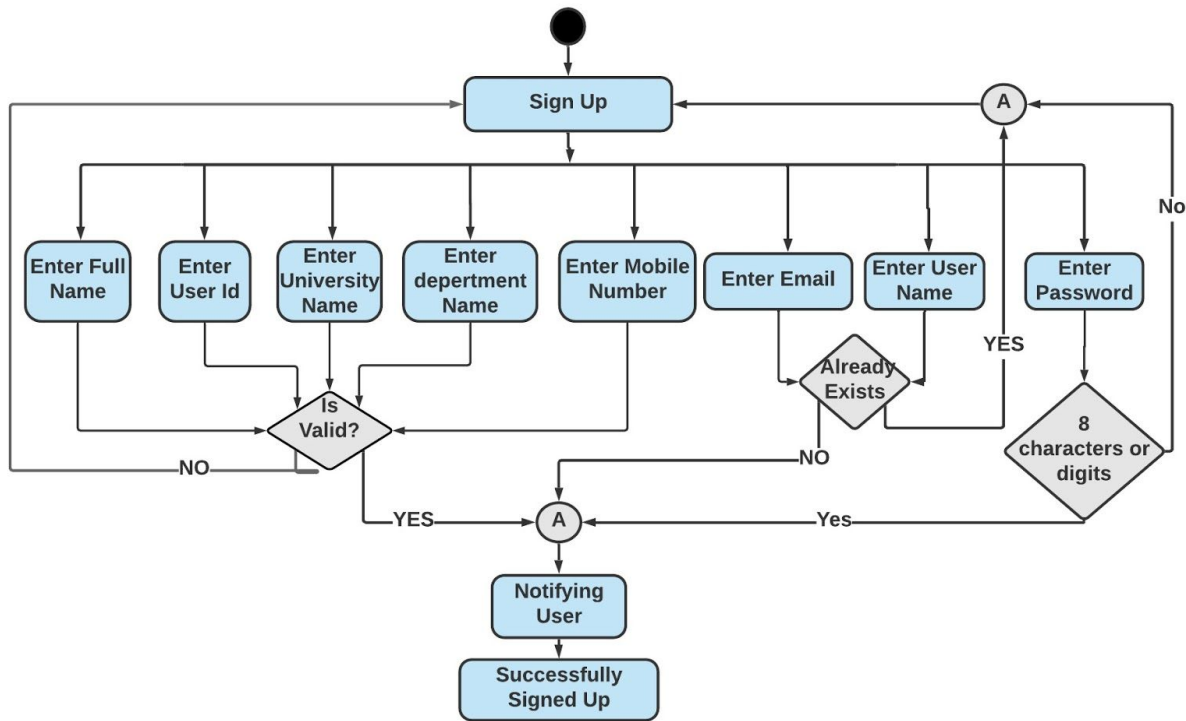 Sign Up
A
No
Enter Full
Name
Enter
User Id
Enter
University
Name
Enter
depertment
Name
Enter Mobile
Number
Enter Email
Enter User
Name
Enter
Password
YES
Already
Exists
Is
Valid?
8
characters or
digits
NO
NO
YES
A
Yes
Notifying
User
Successfully
Signed Up